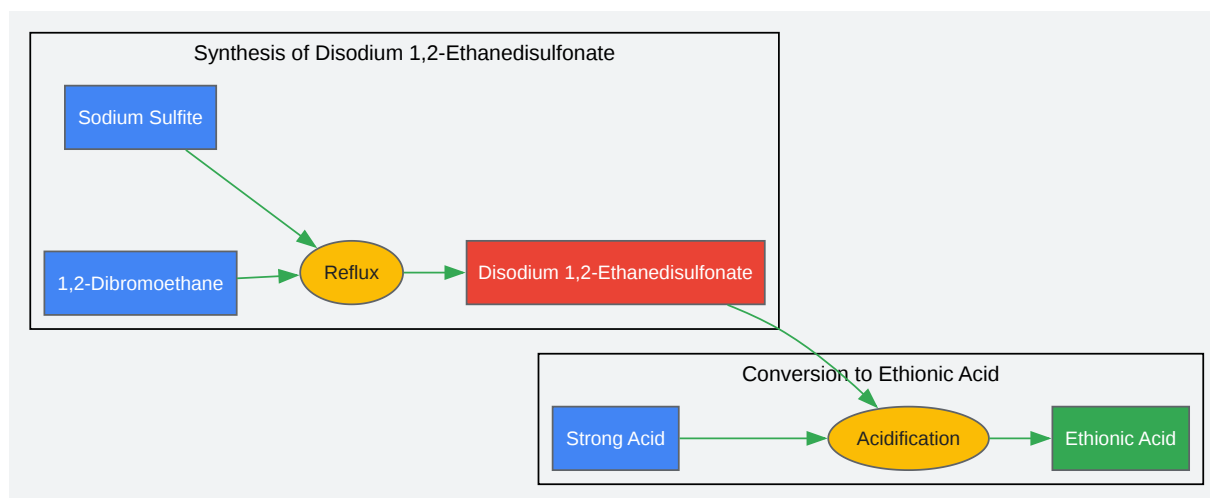 Synthesis of Disodium 1,2-Ethanedisulfonate
Sodium Sulfite
1,2-Dibromoethane
Reflux
Disodium 1,2-Ethanedisulfonate
Conversion to Ethionic Acid
Strong Acid
Acidification
Ethionic Acid